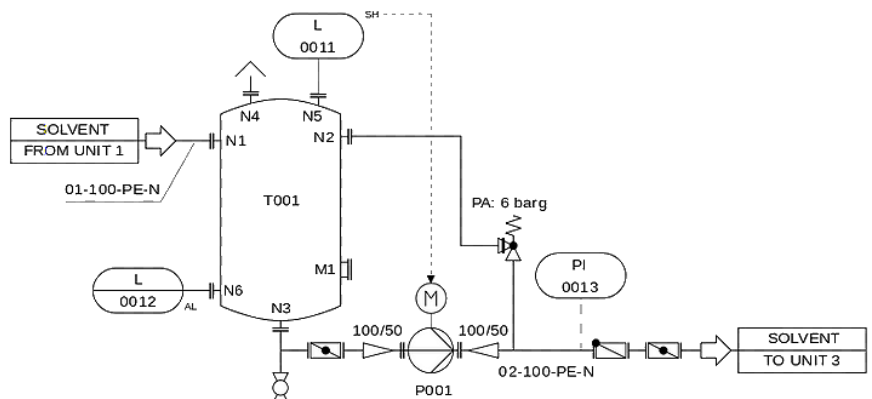 L
0011
SH
N4
N5
SOLVENT
FROM UNIT 1
N1
N2
01-100-PE-N
T001
PA: 6 barg
M1
L
0012
AL
N6
PI
0013
N3
M
100/50
100/50
SOLVENT
TO UNIT 3
02-100-PE-N
P001